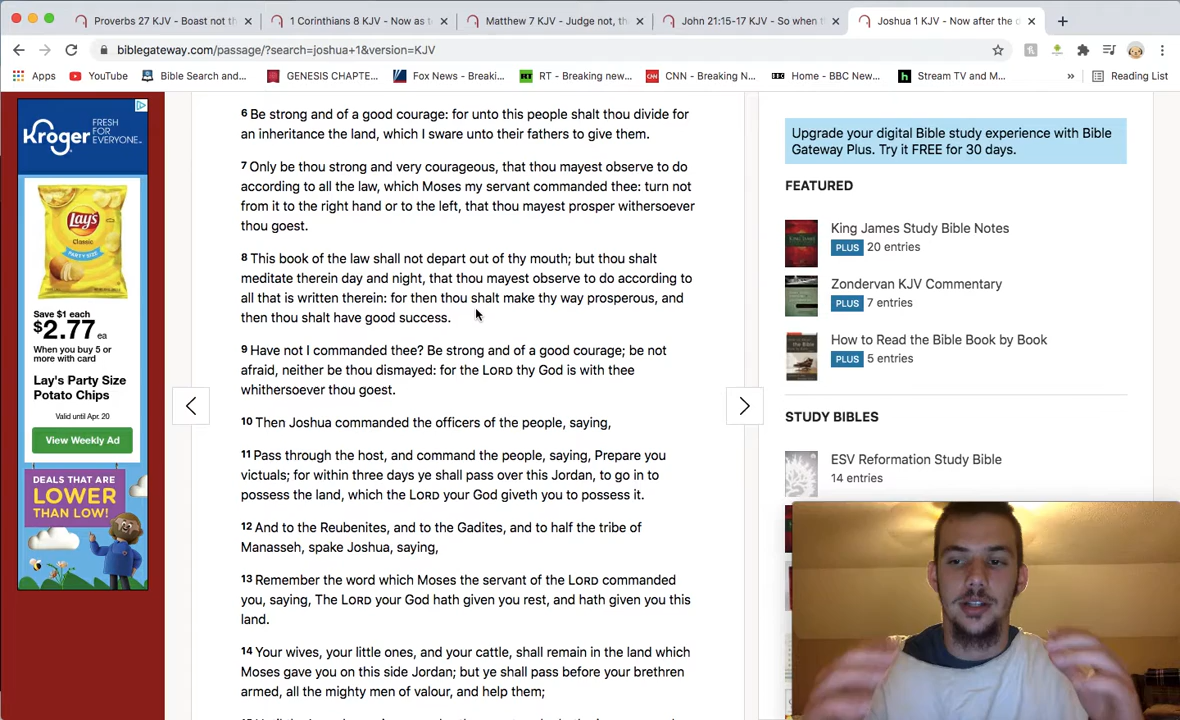 Proverbs 27 KJV - Boast not th
1 Corinthians 8 KJV - Now as t
Matthew 7 KJV - Judge not, th
John 21:15-17 KJV - So when t
Joshua 1 KJV - Now after the d
biblegateway.com/passage/?search=joshua+1&version=KJV
Apps
YouTube
Bible Search and...
GENESIS CHAPTE...
Fox News - Breaki...
RT
RT - Breaking new...
CNN
CNN - Breaking N...
BBC
Home - BBC New...
h
Stream TV and M...
»
Reading List
Kroger
FRESH
FOR EVERYONE.
Lay's
Classic
PARTY SIZE
Save $1 each
$2.77 ea
When you buy 5 or
more with card
Lay's Party Size
Potato Chips
Valid until Apr. 20
View Weekly Ad
DEALS THAT ARE
LOWER
THAN LOW!
6 Be strong and of a good courage: for unto this people shalt thou divide for
an inheritance the land, which I sware unto their fathers to give them.
7 Only be thou strong and very courageous, that thou mayest observe to do
according to all the law, which Moses my servant commanded thee: turn not
from it to the right hand or to the left, that thou mayest prosper withersoever
thou goest.
8 This book of the law shall not depart out of thy mouth; but thou shalt
meditate therein day and night, that thou mayest observe to do according to
all that is written therein: for then thou shalt make thy way prosperous, and
then thou shalt have good success.
9 Have not I commanded thee? Be strong and of a good courage; be not
afraid, neither be thou dismayed: for the LORD thy God is with thee
whithersoever thou goest.
10 Then Joshua commanded the officers of the people, saying,
11 Pass through the host, and command the people, saying, Prepare you
victuals; for within three days ye shall pass over this Jordan, to go in to
possess the land, which the LORD your God giveth you to possess it.
12 And to the Reubenites, and to the Gadites, and to half the tribe of
Manasseh, spake Joshua, saying,
13 Remember the word which Moses the servant of the LORD commanded
you, saying, The LORD your God hath given you rest, and hath given you this
land.
14 Your wives, your little ones, and your cattle, shall remain in the land which
Moses gave you on this side Jordan; but ye shall pass before your brethren
armed, all the mighty men of valour, and help them;
Upgrade your digital Bible study experience with Bible
Gateway Plus. Try it FREE for 30 days.
FEATURED
King James Study Bible Notes
PLUS 20 entries
Zondervan KJV Commentary
PLUS 7 entries
How to Read the Bible Book by Book
PLUS 5 entries
STUDY BIBLES
ESV Reformation Study Bible
14 entries